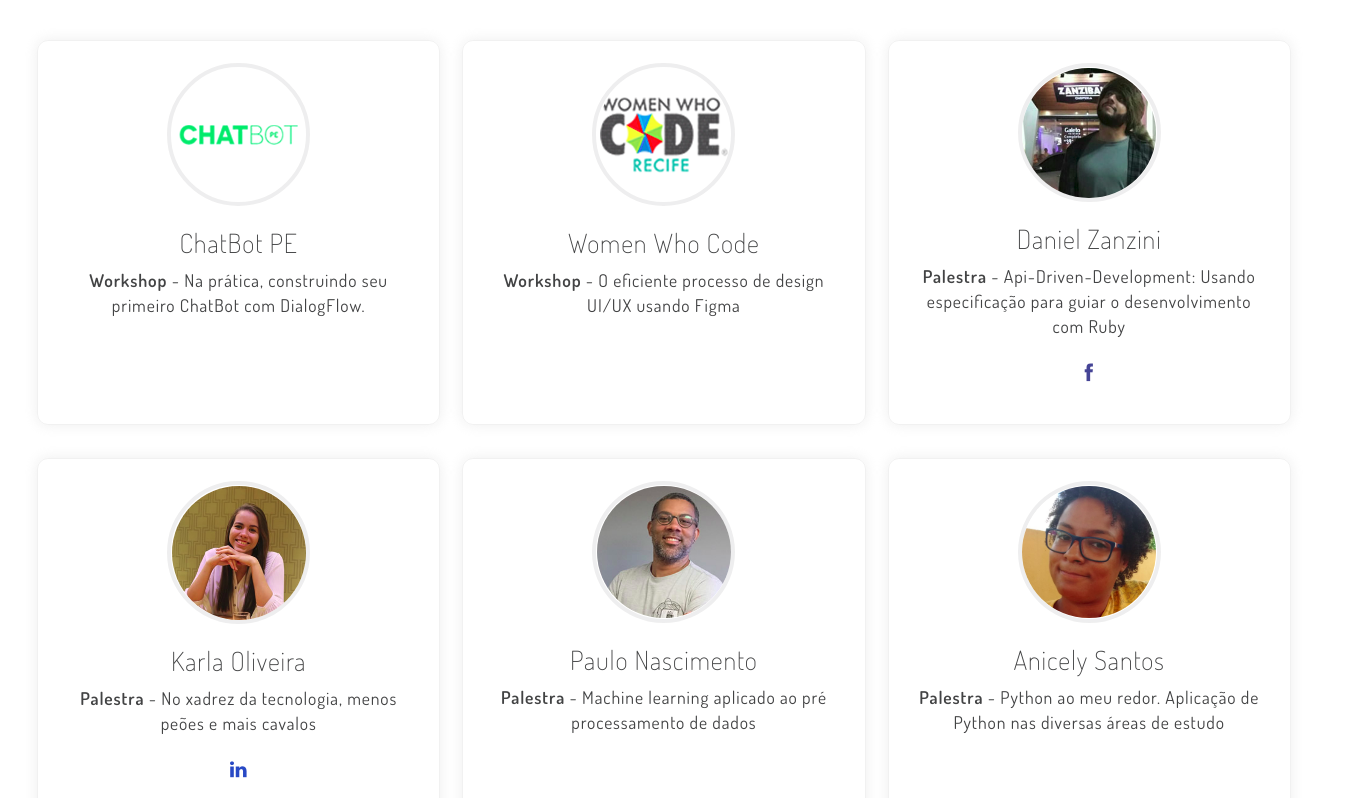 CHATBOT PE
ChatBot PE
Workshop - Na prática, construindo seu
primeiro ChatBot com DialogFlow.
WOMEN WHO
CODE
RECIFE
Women Who Code
Workshop - O eficiente processo de design
UI/UX usando Figma
Galeto
Daniel Zanzini
Palestra - Api-Driven-Development: Usando
especificação para guiar o desenvolvimento
com Ruby
f
Karla Oliveira
Palestra - No xadrez da tecnologia, menos
peões e mais cavalos
in
Paulo Nascimento
Palestra - Machine learning aplicado ao pré
processamento de dados
Anicely Santos
Palestra - Python ao meu redor. Aplicação de
Python nas diversas áreas de estudo